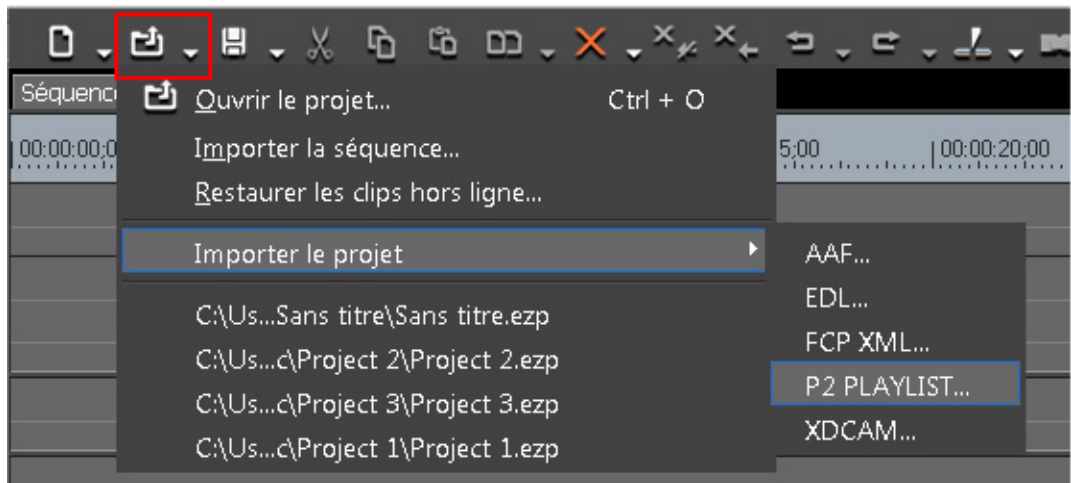 Séquenc
Ouvrir le projet... Ctrl + O
00:00:00;0
Importer la séquence...
5;00
00:00:20;00
Restaurer les clips hors ligne...
Importer le projet
AAF...
EDL...
FCP XML...
P2 PLAYLIST...
XDCAM...
C:\Us...Sans titre\Sans titre.ezp
C:\Us...c\Project 2\Project 2.ezp
C:\Us...c\Project 3\Project 3.ezp
C:\Us...c\Project 1\Project 1.ezp